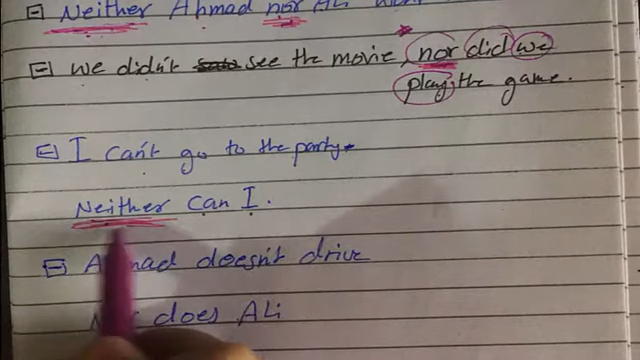 Neither Ahmad nor Ali
we didn't see the movie, nor did we
play the game.
I can't go to the party.
Neither can I.
Ahmad doesn't drive
does ALi